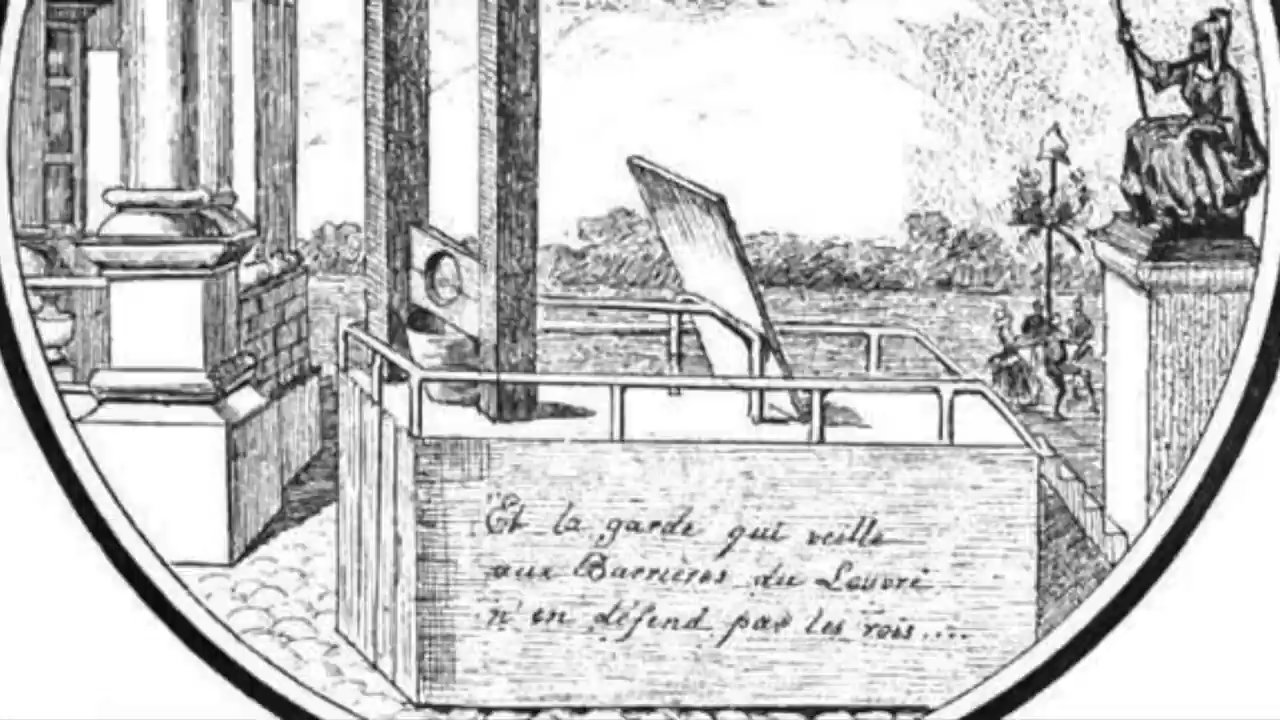 Et la garde qui veille
aux Barrières du Louvre
n'en défend pas les rois....